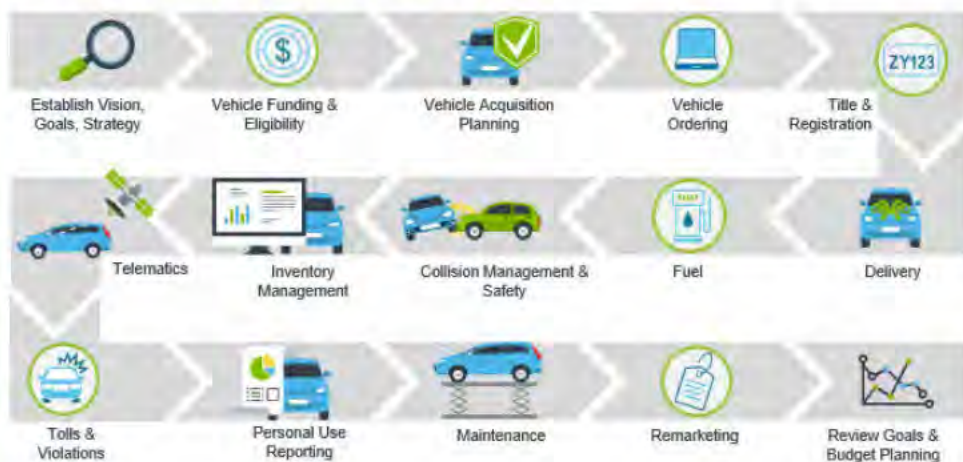 $
ZY123
Establish Vision,
Goals, Strategy
Vehicle Funding &
Eligibility
Vehicle Acquisition
Planning
Vehicle
Ordering
Title &
Registration
Delivery
Fuel
Collision Management &
Safety
Inventory
Management
Telematics
Tolls &
Violations
Personal Use
Reporting
Maintenance
Remarketing
Review Goals &
Budget Planning